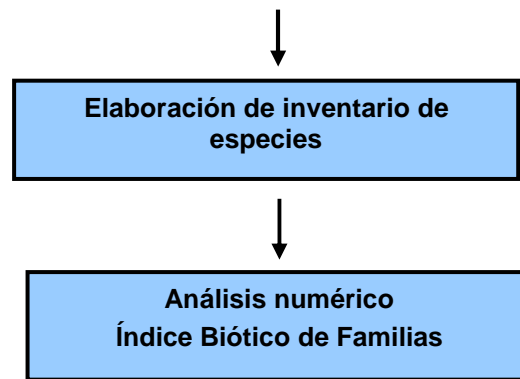 Elaboración de inventario de
especies
Análisis numérico
Índice Biótico de Familias